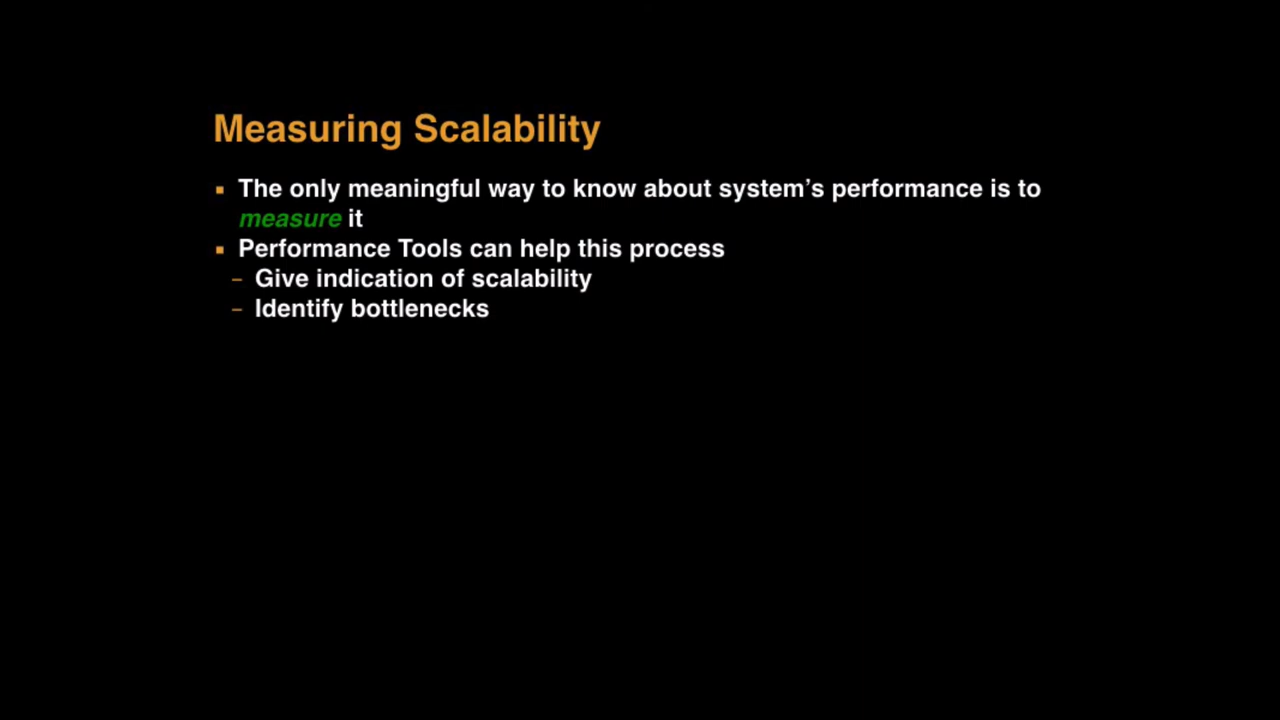 Measuring Scalability
▪ The only meaningful way to know about system’s performance is to
measure it
▪ Performance Tools can help this process
– Give indication of scalability
– Identify bottlenecks